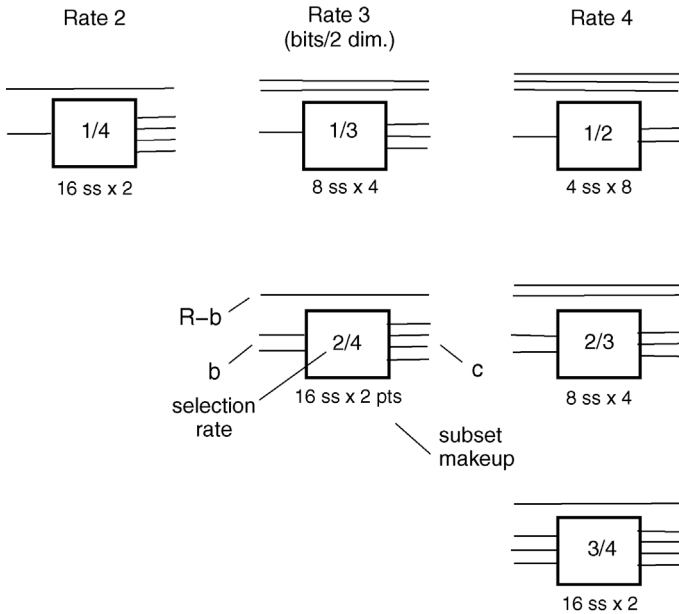 Rate 2
Rate 3
(bits/2 dim.)
Rate 4
1/4
16 ss x 2
1/3
8 ss x 4
1/2
4 ss x 8
R−b
b
2/4
c
selection
rate
16 ss x 2 pts
subset
makeup
2/3
8 ss x 4
3/4
16 ss x 2